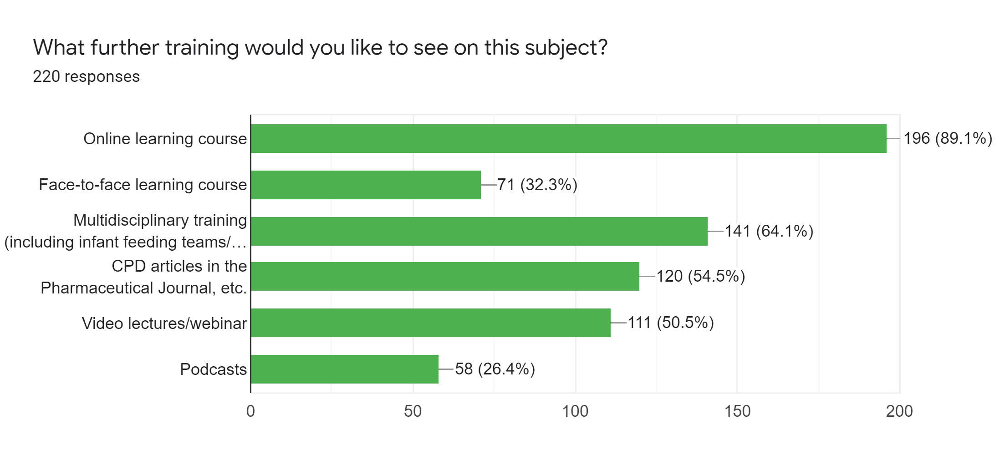 What further training would you like to see on this subject?
220 responses
Online learning course
196 (89.1%)
Face-to-face learning course
71 (32.3%)
Multidisciplinary training
(including infant feeding teams/…
141 (64.1%)
CPD articles in the
Pharmaceutical Journal, etc.
120 (54.5%)
Video lectures/webinar
111 (50.5%)
Podcasts
58 (26.4%)
0
50
100
150
200